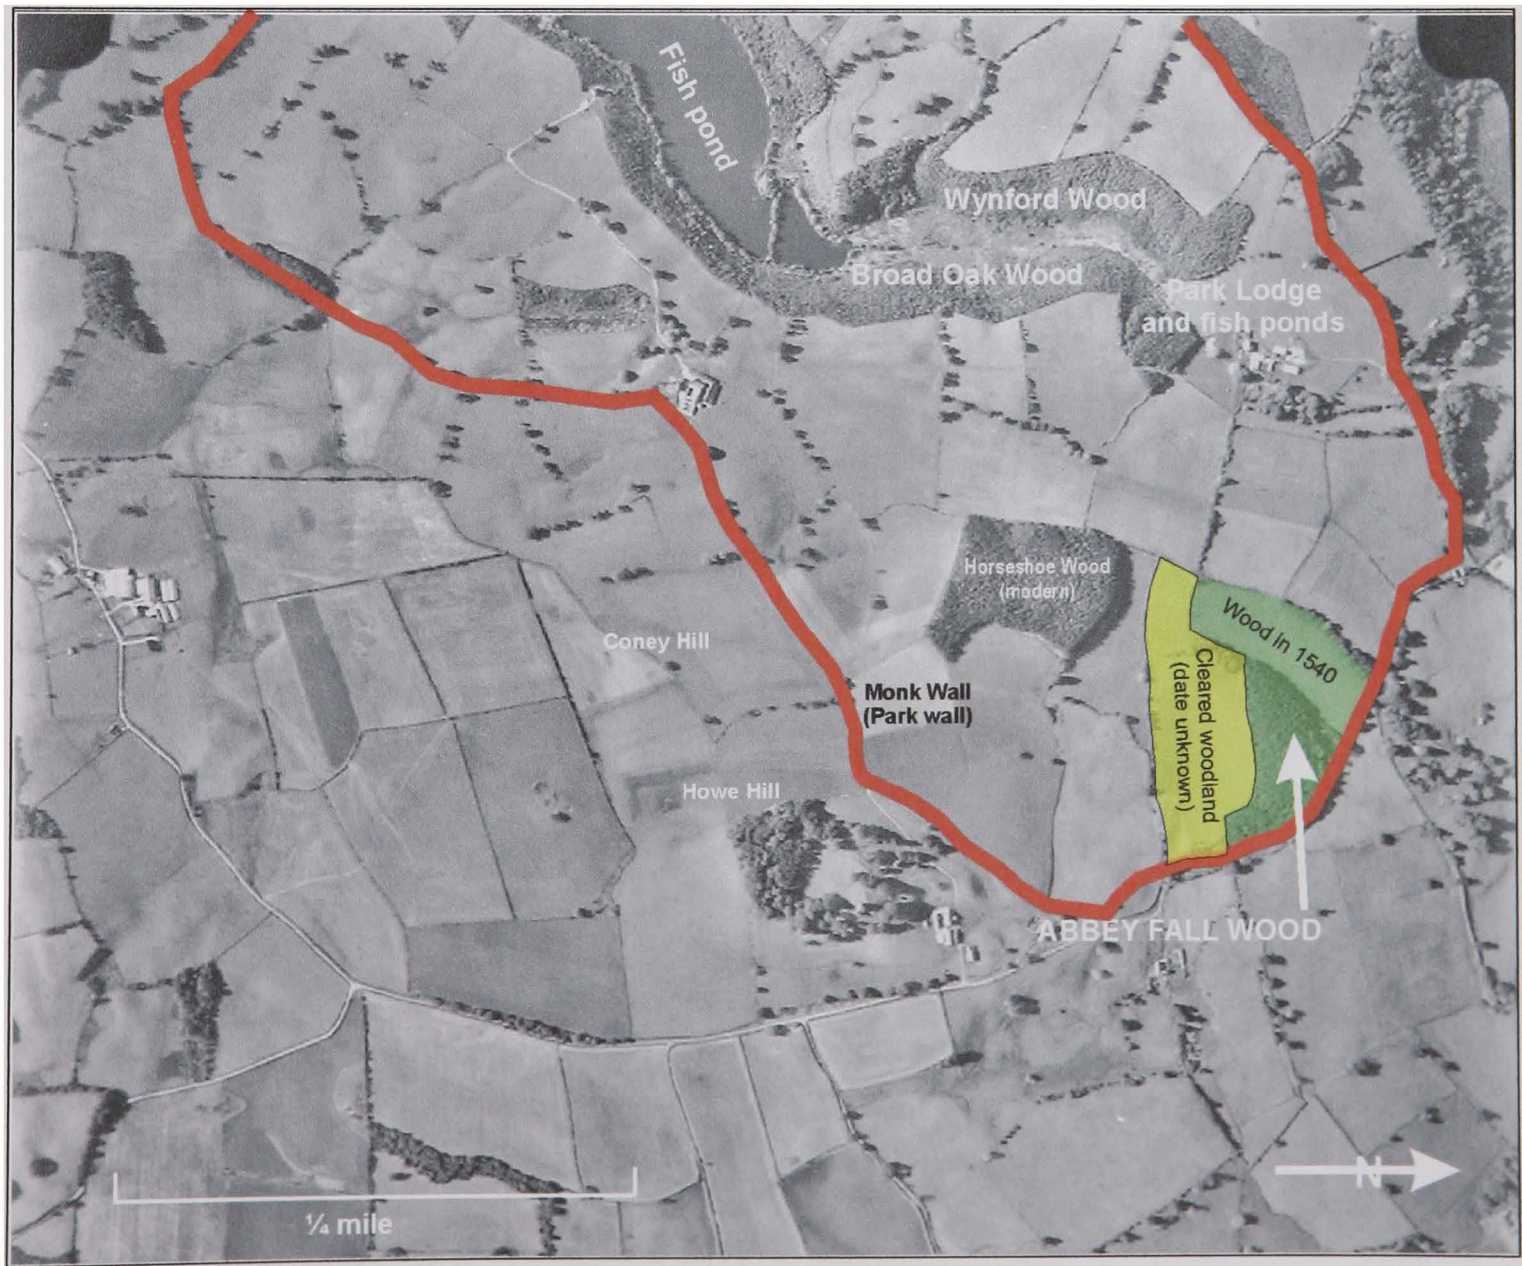 Fish pond
Wynford Wood
Broad Oak Wood
Park Lodge
and fish ponds
Horseshoe Wood
(modern)
Wood in 1540
Coney Hill
Cleared woodland
(date unknown)
Monk Wall
(Park wall)
Howe Hill
ABBEY FALL WOOD
N
¼ mile